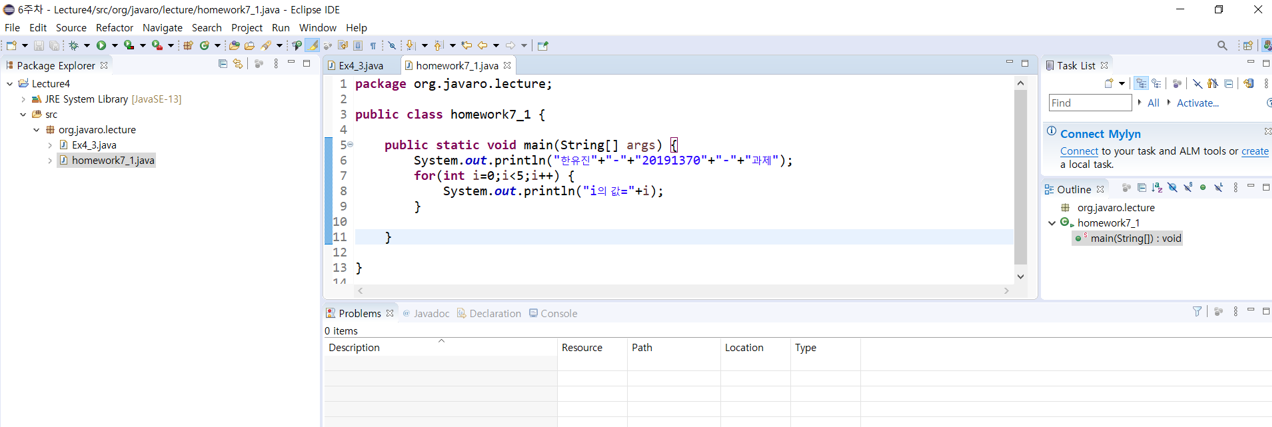 6주차 - Lecture4/src/org/javaro/lecture/homework7_1.java - Eclipse IDE
File Edit Source Refactor Navigate Search Project Run Window Help
Package Explorer
Lecture4
JRE System Library [JavaSE-13]
src
org.javaro.lecture
Ex4_3.java
homework7_1.java
Ex4_3.java
homework7_1.java
1 package org.javaro.lecture;
2
3 public class homework7_1 {
4
5 public static void main(String[] args) {
6 System.out.println("한유진"+"-"+"20191370"+"-"+"과제");
7 for(int i=0;i<5;i++) {
8 System.out.println("i의 값="+i);
9 }
10
11 }
12
13 }
14
Task List
Find
All
Activate...
Connect Mylyn
Connect to your task and ALM tools or create
a local task.
Outline
org.javaro.lecture
homework7_1
main(String[]) : void
Problems Javadoc Declaration Console
0 items
Description Resource Path Location Type